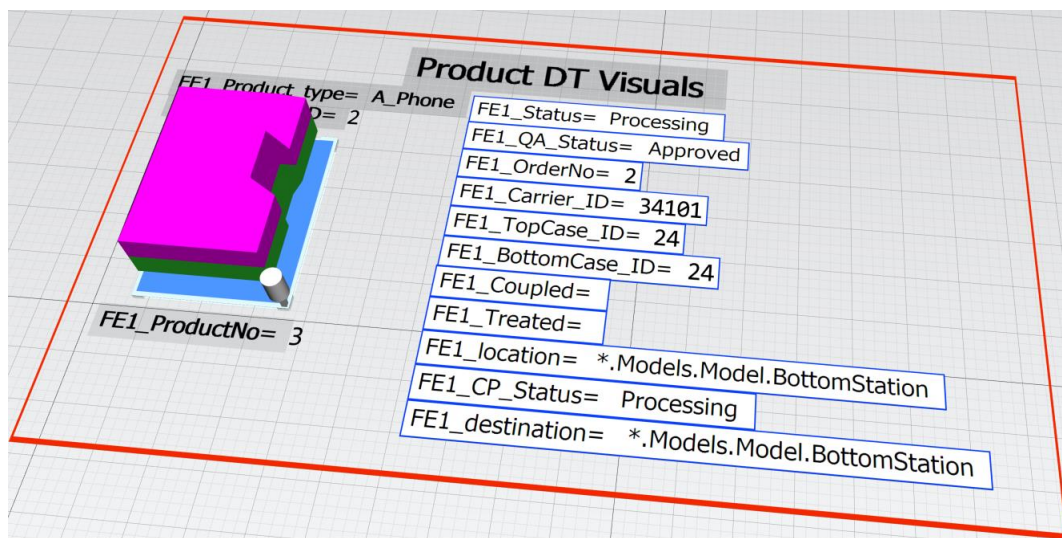 Product DT Visuals
FE1_Product_type= A_Phone
D= 2
FE1_Status= Processing
FE1_QA_Status= Approved
FE1_OrderNo= 2
FE1_Carrier_ID= 34101
FE1_TopCase_ID= 24
FE1_BottomCase_ID= 24
FE1_Coupled=
FE1_Treated=
FE1_location= *.Models.Model.BottomStation
FE1_CP_Status= Processing
FE1_destination= *.Models.Model.BottomStation
FE1_ProductNo= 3